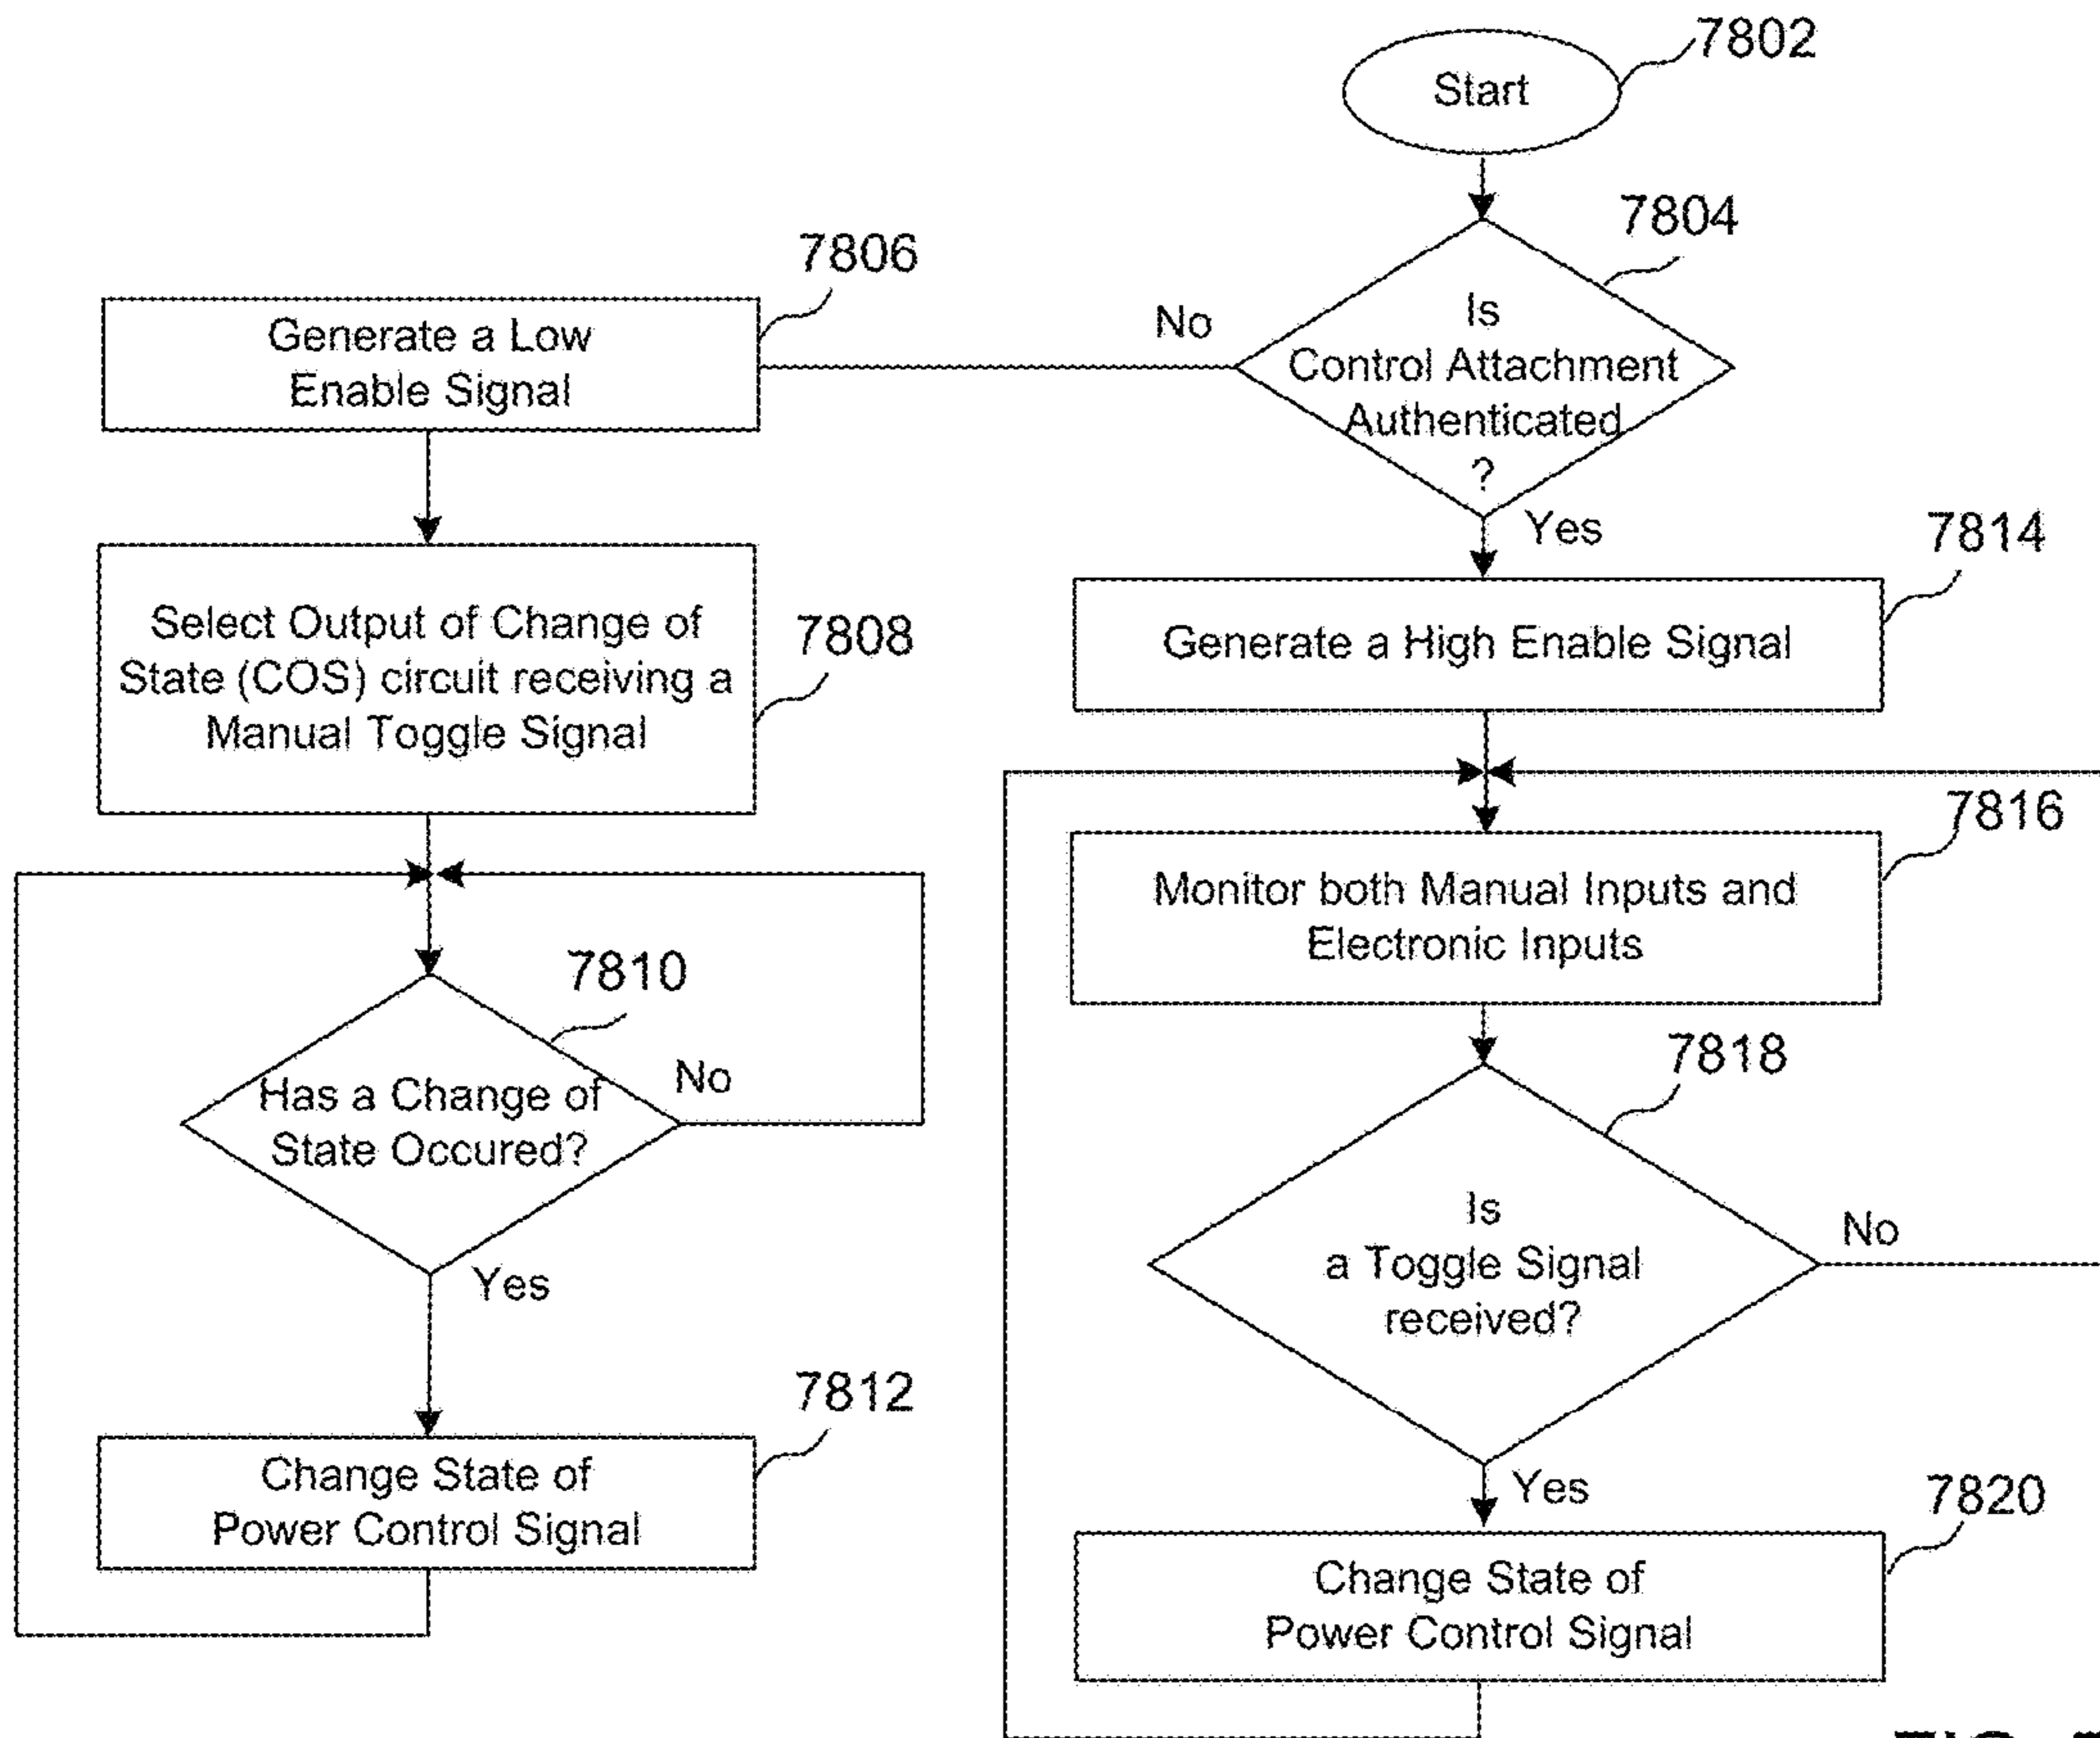 7802
Start
7804
Is
Control Attachment
Authenticated
?
No
Yes
7806
Generate a Low
Enable Signal
7808
Select Output of Change of
State (COS) circuit receiving a
Manual Toggle Signal
7810
Has a Change of
State Occured?
No
Yes
7812
Change State of
Power Control Signal
7814
Generate a High Enable Signal
7816
Monitor both Manual Inputs and
Electronic Inputs
7818
Is
a Toggle Signal
received?
No
Yes
7820
Change State of
Power Control Signal